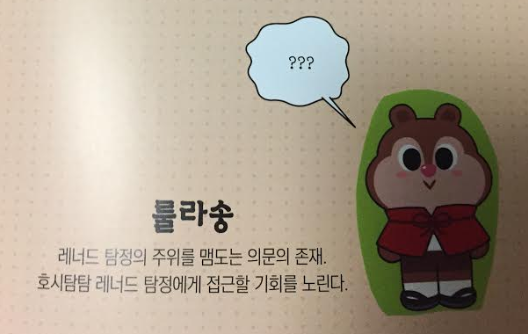 ???
룰라송
레너드 탐정의 주위를 맴도는 의문의 존재.
호시탐탐 레너드 탐정에게 접근할 기회를 노린다.